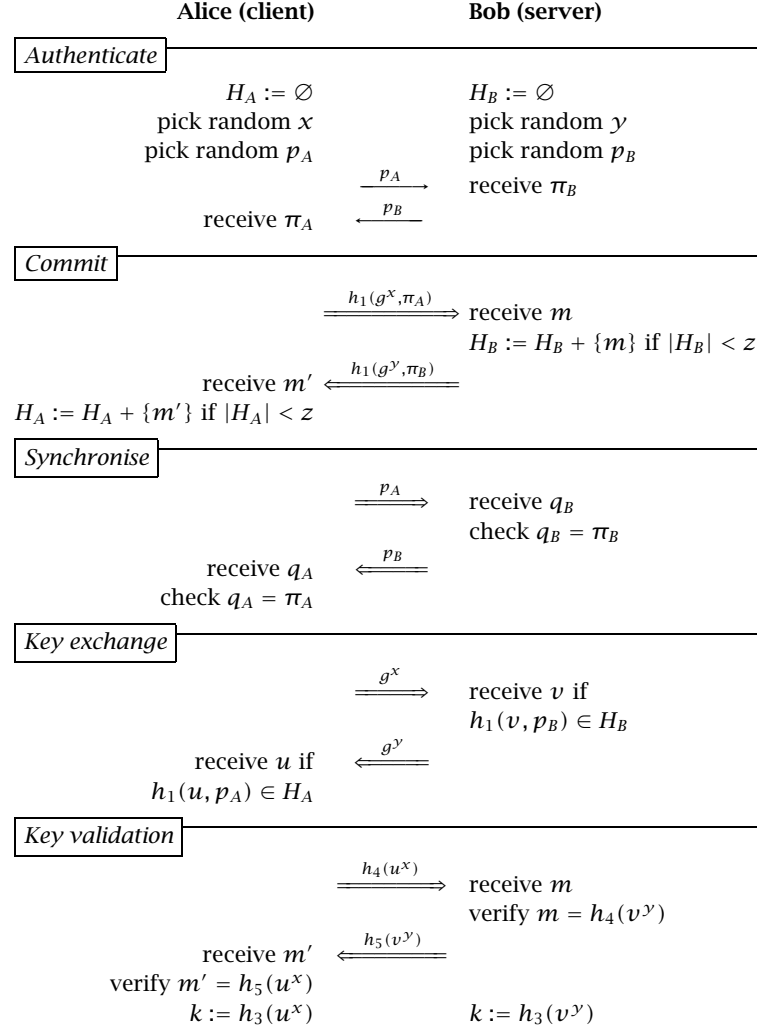 Alice (client) Bob (server)
Authenticate
H_A := ∅ H_B := ∅
pick random x pick random y
pick random p_A pick random p_B
p_A receive π_B
receive π_A p_B
Commit
h_1(g^x, π_A) receive m
H_B := H_B + {m} if |H_B| < z
receive m′ h_1(g^y, π_B)
H_A := H_A + {m′} if |H_A| < z
Synchronise
p_A receive q_B
check q_B = π_B
receive q_A p_B
check q_A = π_A
Key exchange
g^x receive v if
h_1(v, p_B) ∈ H_B
receive u if g^y
h_1(u, p_A) ∈ H_A
Key validation
h_4(u^x) receive m
verify m = h_4(v^y)
receive m′ h_5(v^y)
verify m′ = h_5(u^x)
k := h_3(u^x) k := h_3(v^y)